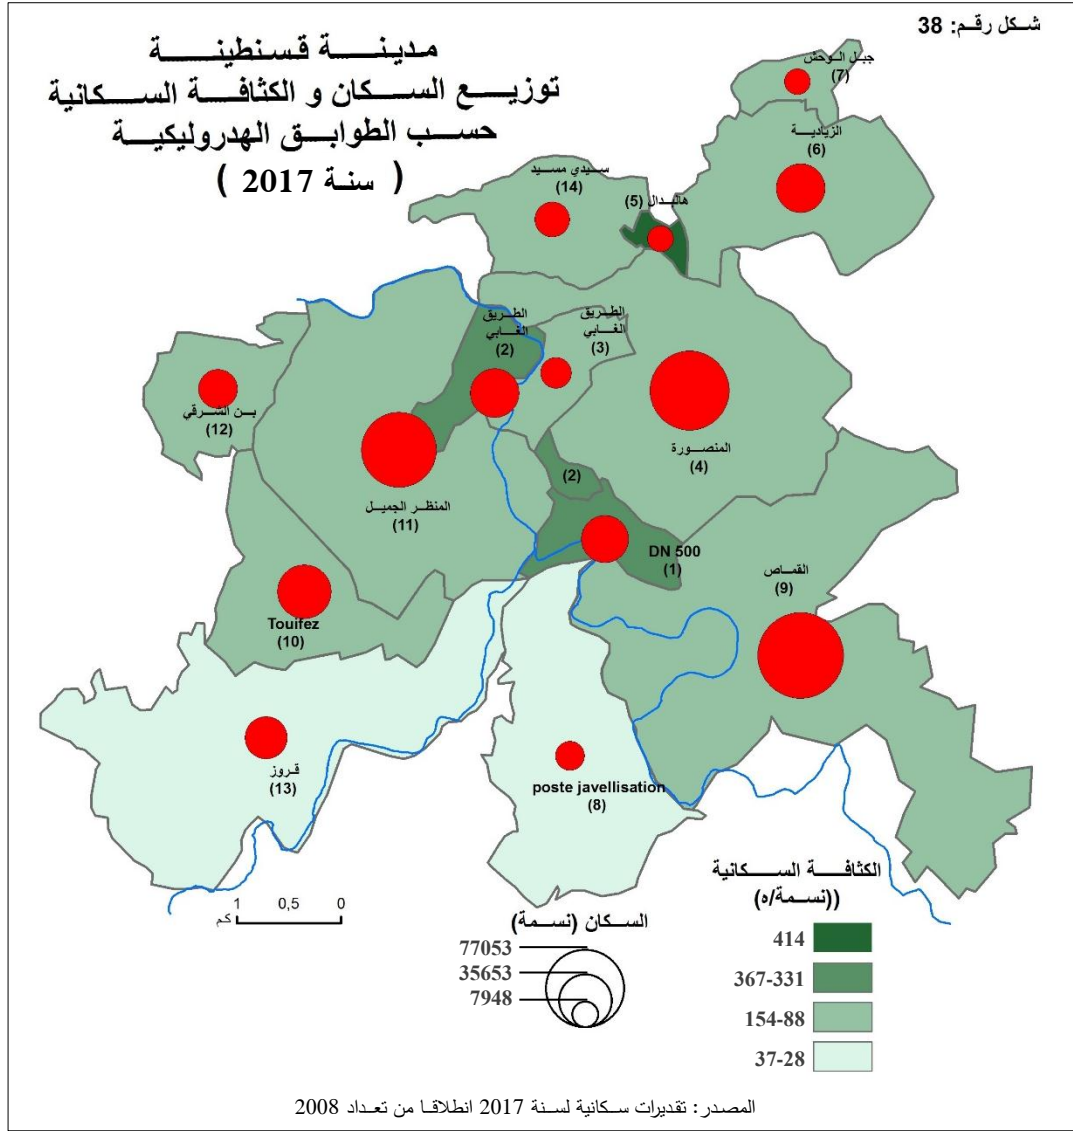 شكل رقم: 38
مدينة قسنطينة
توزيع السكان و الكثافة السكانية
حسب الطوابق الهدروليكية
( سنة 2017 )
جبل الوحش
(7)
الزيادية
(6)
سيدي مسيد
(14)
هالبدال (5)
الطريق
الغابي
(2)
الطريق
الغابي
(3)
بن الشرقي
(12)
المنصورة
(4)
المنظر الجميل
(11)
(2)
DN 500
(1)
القماص
(9)
Touifez
(10)
قروز
(13)
poste javellisation
(8)
1 0,5 0
كم
السكان (نسمة)
77053
35653
7948
الكثافة السكانية
((نسمة/ه)
414
367-331
154-88
37-28
المصدر: تقديرات سكانية لسنة 2017 انطلاقا من تعداد 2008